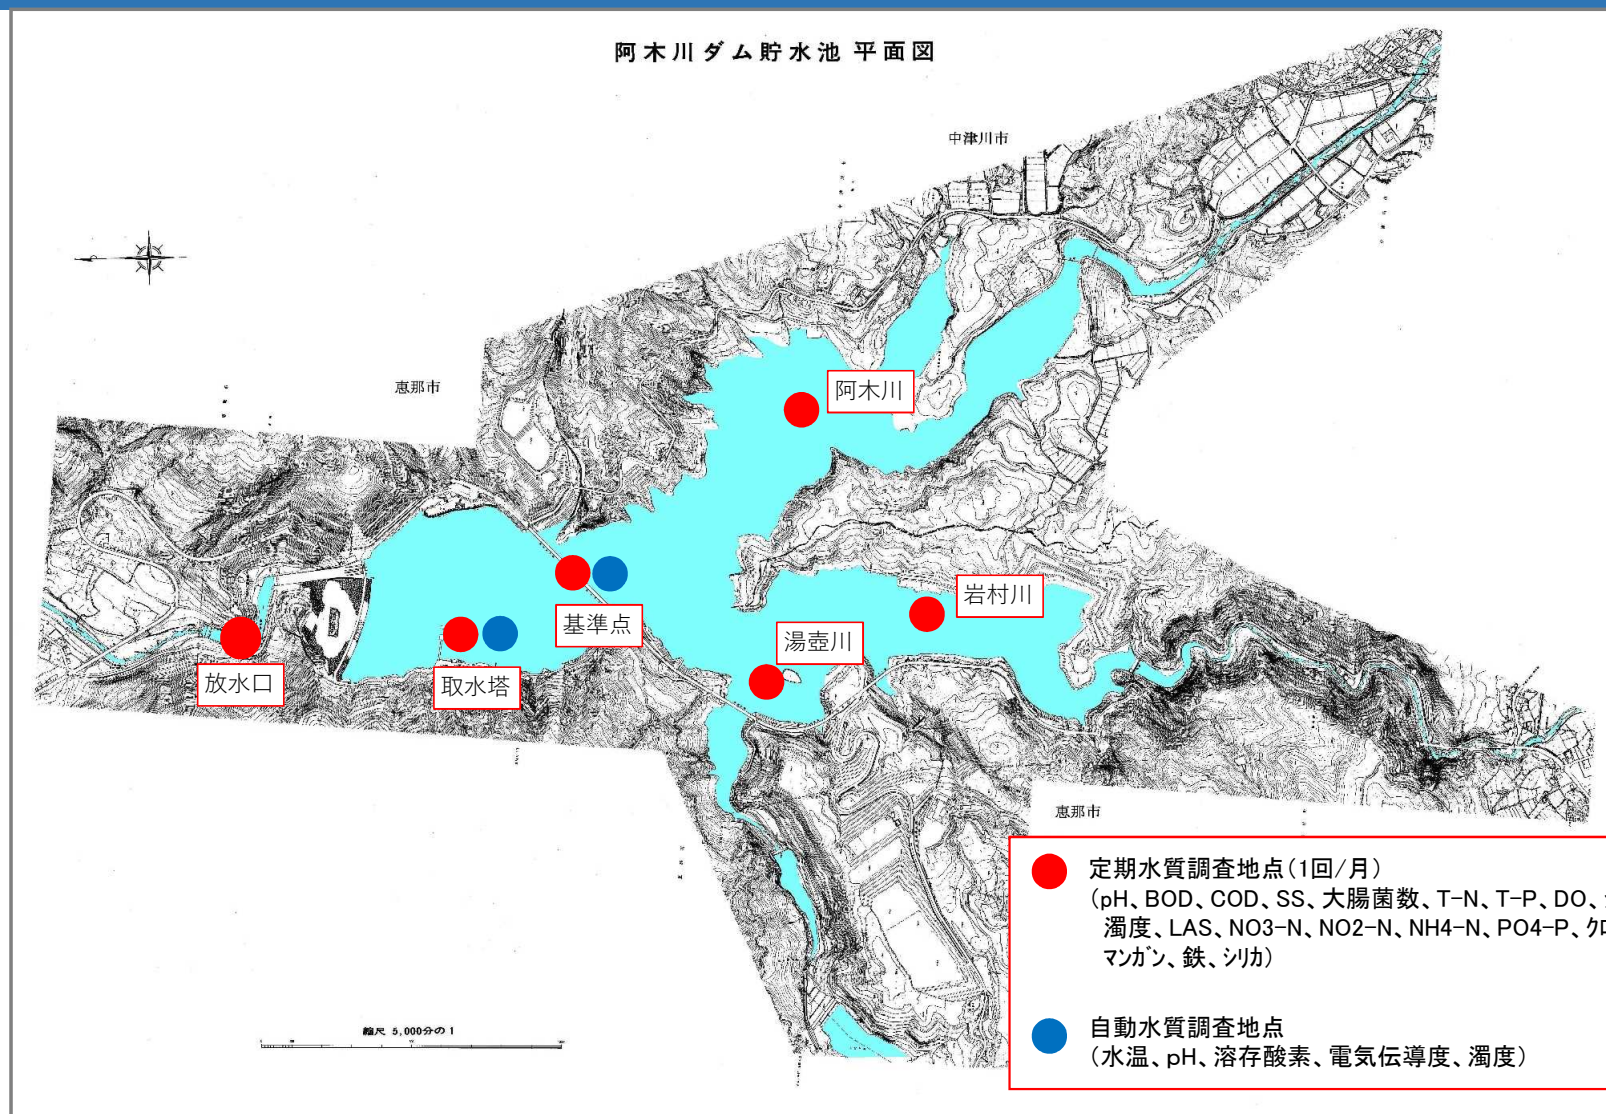 阿木川ダム貯水池 平面図
中津川市
恵那市
阿木川
岩村川
基準点
湯壺川
放水口
取水塔
恵那市
定期水質調査地点(1回/月)
(pH、BOD、COD、SS、大腸菌数、T-N、T-P、DO、
濁度、LAS、NO3-N、NO2-N、NH4-N、PO4-P、クロ
マンガン、鉄、シリカ)
自動水質調査地点
(水温、pH、溶存酸素、電気伝導度、濁度)
縮尺 5,000分の1